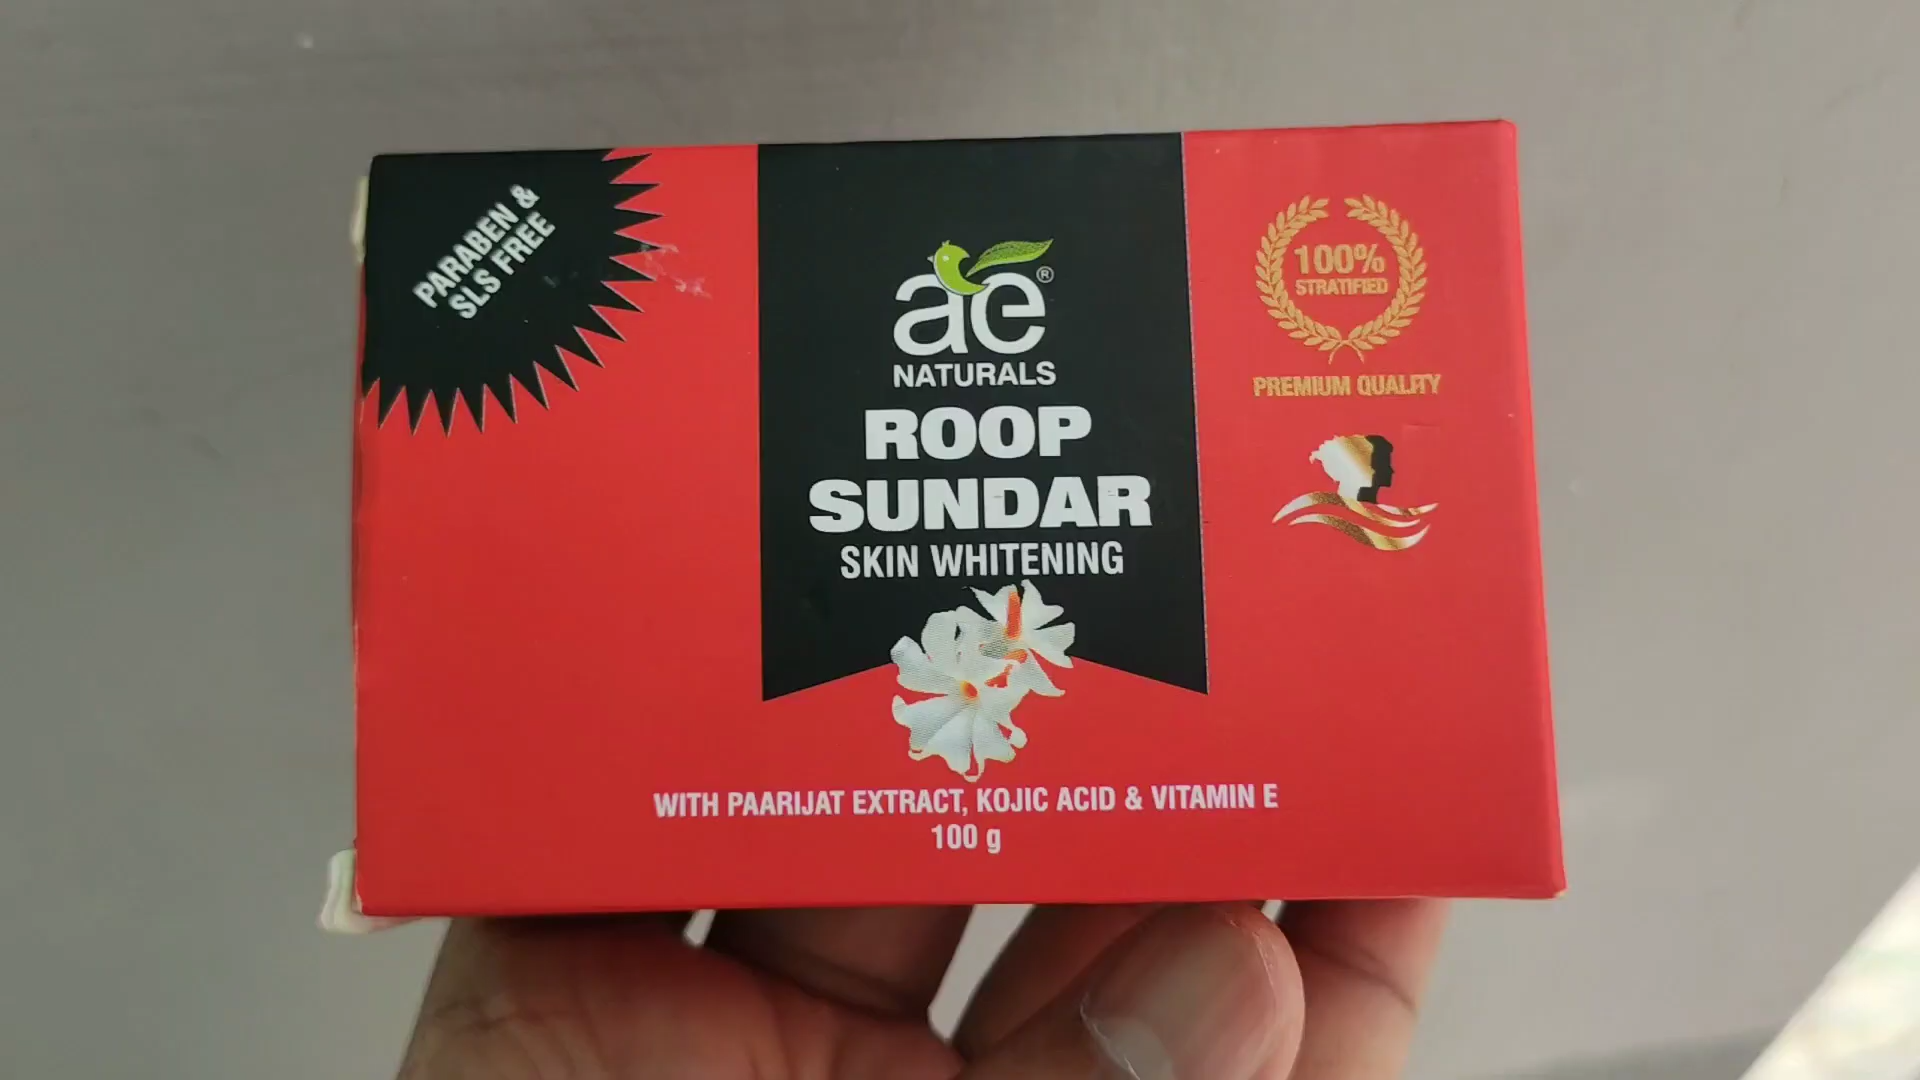 PARABEN &
SLS FREE
ae®
NATURALS
ROOP
SUNDAR
SKIN WHITENING
100%
STRATIFIED
PREMIUM QUALITY
WITH PAARIJAT EXTRACT, KOJIC ACID & VITAMIN E
100 g